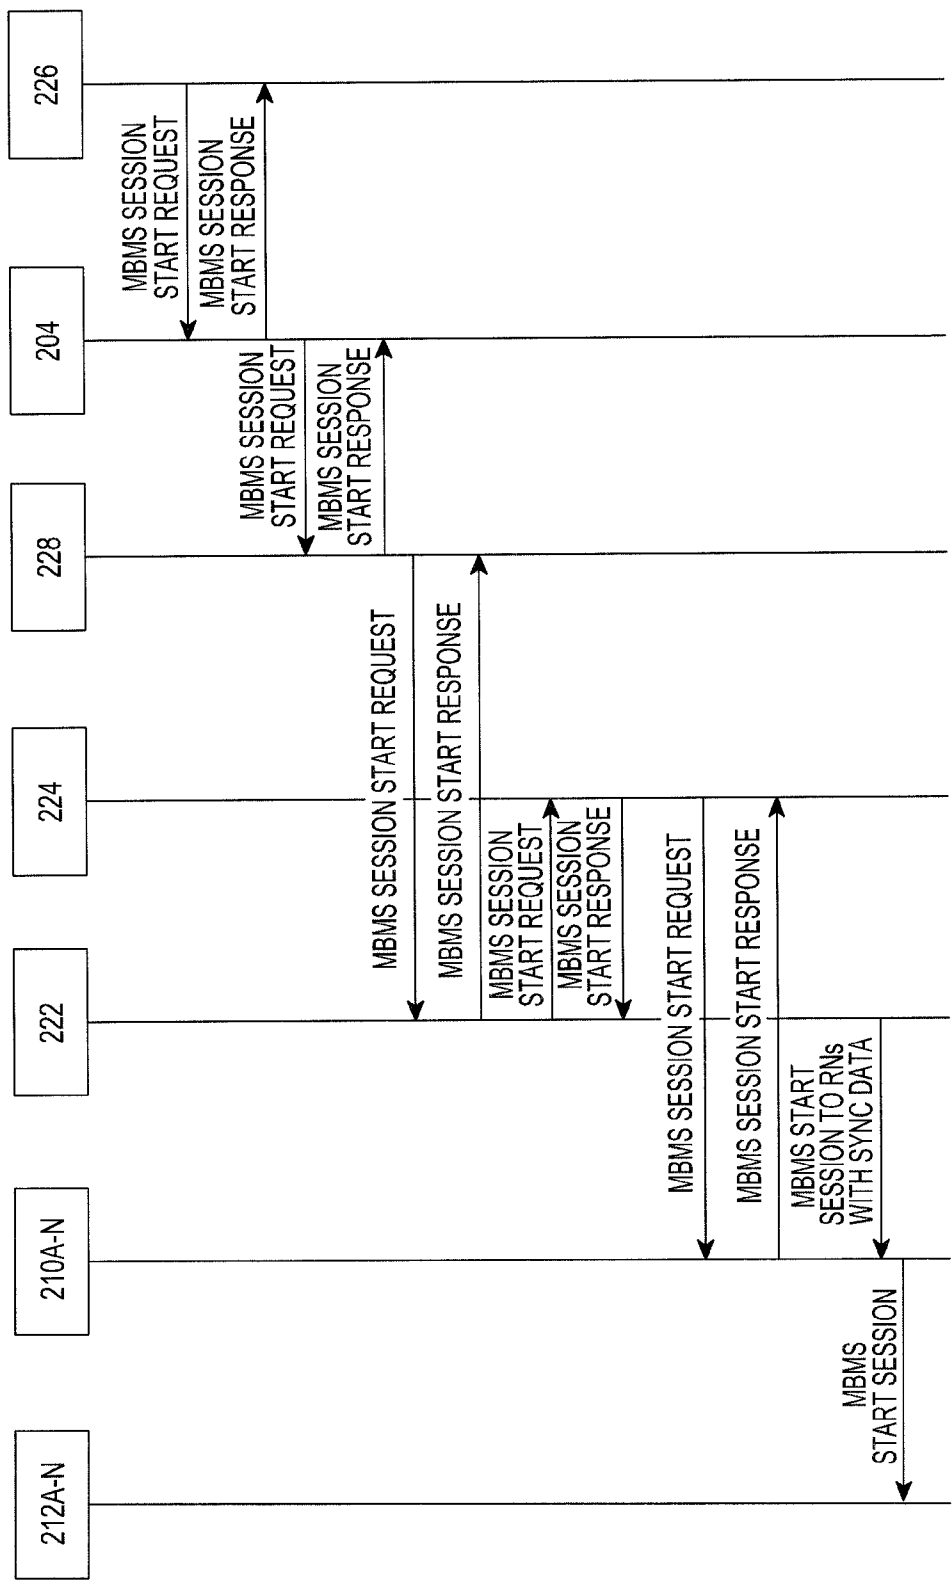 212A-N
210A-N
222
224
228
204
226
MBMS SESSION
START REQUEST
MBMS SESSION
START RESPONSE
MBMS SESSION
START REQUEST
MBMS SESSION
START RESPONSE
MBMS SESSION START REQUEST
MBMS SESSION START RESPONSE
MBMS SESSION
START REQUEST
MBMS SESSION
START RESPONSE
MBMS SESSION START REQUEST
MBMS SESSION START RESPONSE
MBMS START
SESSION TO RNs
WITH SYNC DATA
MBMS
START SESSION